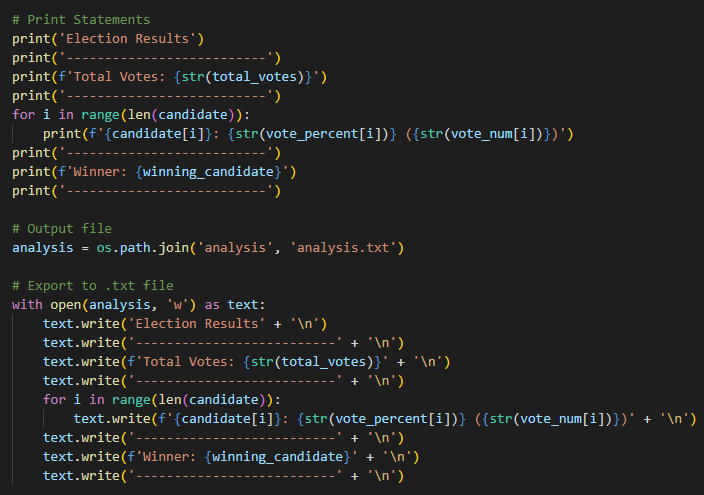 # Print Statements
print('Election Results')
print('--------------------------')
print(f'Total Votes: {str(total_votes)}')
print('--------------------------')
for i in range(len(candidate)):
    print(f'{candidate[i]}: {str(vote_percent[i])} ({str(vote_num[i])})')
print('--------------------------')
print(f'Winner: {winning_candidate}')
print('--------------------------')

# Output file
analysis = os.path.join('analysis', 'analysis.txt')

# Export to .txt file
with open(analysis, 'w') as text:
    text.write('Election Results' + '\n')
    text.write('--------------------------' + '\n')
    text.write(f'Total Votes: {str(total_votes)}' + '\n')
    text.write('--------------------------' + '\n')
    for i in range(len(candidate)):
        text.write(f'{candidate[i]}: {str(vote_percent[i])} ({str(vote_num[i])})' + '\n')
    text.write('--------------------------' + '\n')
    text.write(f'Winner: {winning_candidate}' + '\n')
    text.write('--------------------------' + '\n')